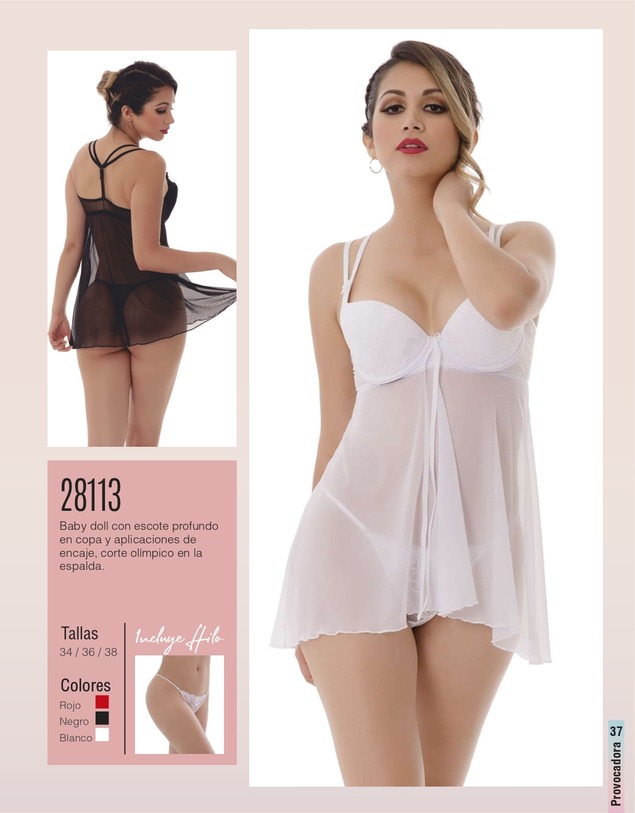 28113
Baby doll con escote profundo
en copa y aplicaciones de
encaje, corte olímpico en la
espalda.
Tallas
34 / 36 / 38
Incluye Hilo
Colores
Rojo
Negro
Blanco
37
Provocadora